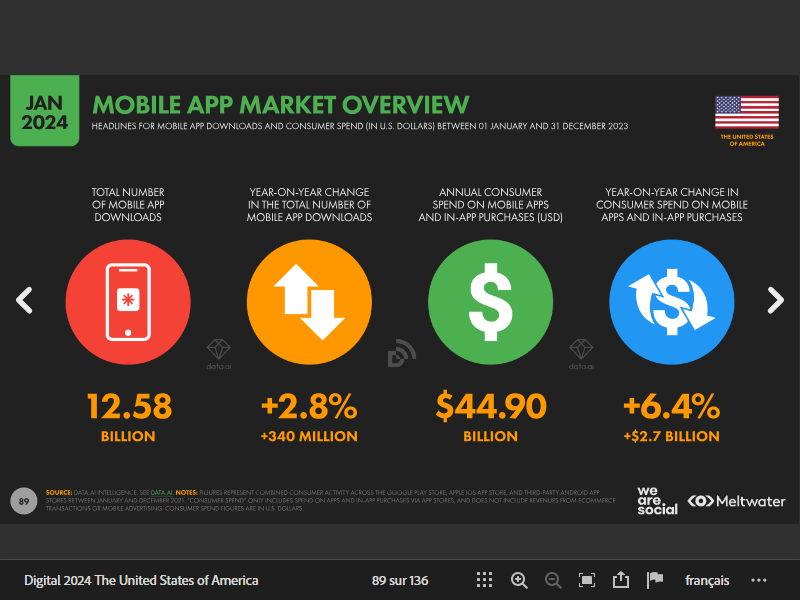 JAN
2024
MOBILE APP MARKET OVERVIEW
HEADLINES FOR MOBILE APP DOWNLOADS AND CONSUMER SPEND (IN U.S. DOLLARS) BETWEEN 01 JANUARY AND 31 DECEMBER 2023
THE UNITED STATES
OF AMERICA
TOTAL NUMBER
OF MOBILE APP
DOWNLOADS
12.58
BILLION
YEAR-ON-YEAR CHANGE
IN THE TOTAL NUMBER OF
MOBILE APP DOWNLOADS
+2.8%
+340 MILLION
ANNUAL CONSUMER
SPEND ON MOBILE APPS
AND IN-APP PURCHASES (USD)
$
$44.90
BILLION
YEAR-ON-YEAR CHANGE IN
CONSUMER SPEND ON MOBILE
APPS AND IN-APP PURCHASES
$
+6.4%
+$2.7 BILLION
data.ai
data.ai
89
SOURCE: DATA.AI INTELLIGENCE. SEE DATA.AI. NOTES: FIGURES REPRESENT COMBINED CONSUMER ACTIVITY ACROSS THE GOOGLE PLAY STORE, APPLE IOS APP STORE, AND THIRD-PARTY ANDROID APP
STORES BETWEEN JANUARY AND DECEMBER 2021. "CONSUMER SPEND" ONLY INCLUDES SPEND ON APPS AND IN-APP PURCHASES VIA APP STORES, AND DOES NOT INCLUDE REVENUES FROM ECOMMERCE
TRANSACTIONS OR MOBILE ADVERTISING. CONSUMER SPEND FIGURES ARE IN U.S. DOLLARS.
we
are.
social
Meltwater
Digital 2024 The United States of America
89 sur 136
français